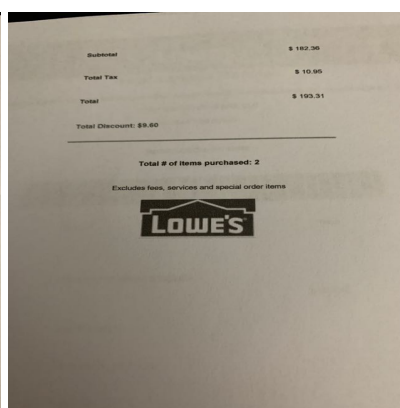 Subtotal $ 182.36
Total Tax $ 10.95
Total $ 193.31
Total Discount: $9.60
Total # of items purchased: 2
Excludes fees, services and special order items
LOWE'S